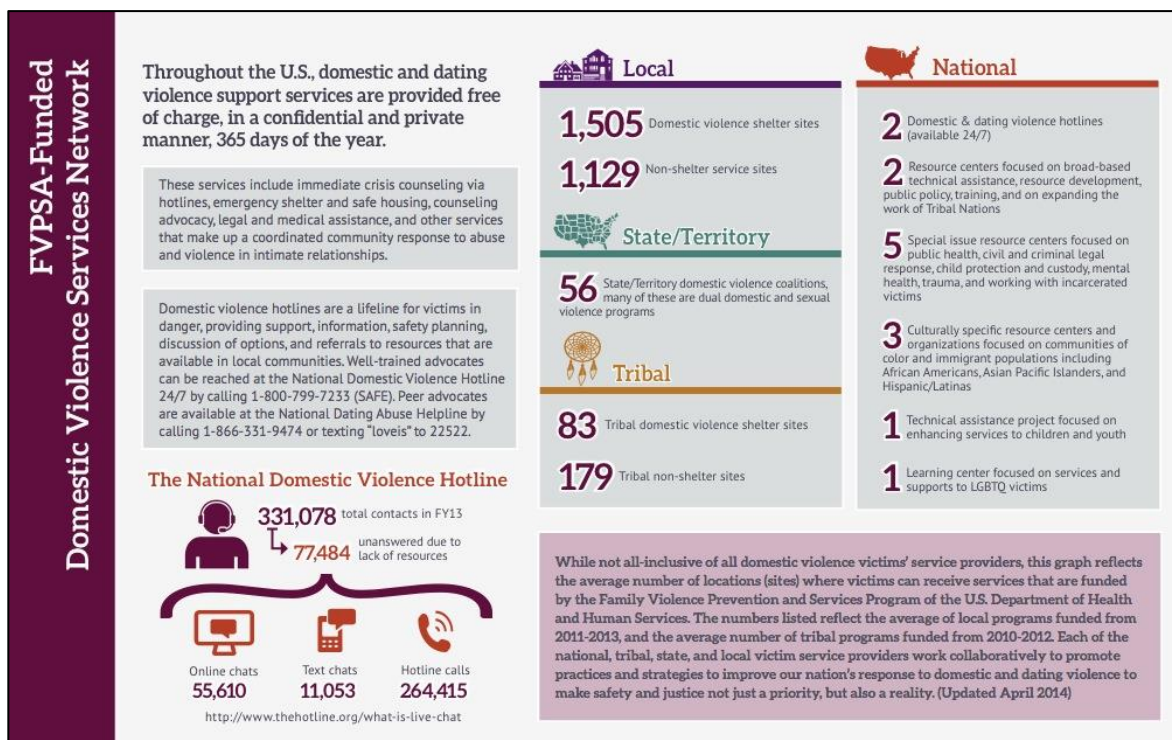 FVPSA-Funded
Domestic Violence Services Network
Throughout the U.S., domestic and dating
violence support services are provided free
of charge, in a confidential and private
manner, 365 days of the year.
These services include immediate crisis counseling via
hotlines, emergency shelter and safe housing, counseling
advocacy, legal and medical assistance, and other services
that make up a coordinated community response to abuse
and violence in intimate relationships.
Domestic violence hotlines are a lifeline for victims in
danger, providing support, information, safety planning,
discussion of options, and referrals to resources that are
available in local communities. Well-trained advocates
can be reached at the National Domestic Violence Hotline
24/7 by calling 1-800-799-7233 (SAFE). Peer advocates
are available at the National Dating Abuse Helpline by
calling 1-866-331-9474 or texting "loveis" to 22522.
The National Domestic Violence Hotline
331,078 total contacts in FY13
77,484 unanswered due to
lack of resources
Online chats
55,610
Text chats
11,053
Hotline calls
264,415
http://www.thehotline.org/what-is-live-chat
Local
1,505 Domestic violence shelter sites
1,129 Non-shelter service sites
State/Territory
56 State/Territory domestic violence coalitions,
many of these are dual domestic and sexual
violence programs
Tribal
83 Tribal domestic violence shelter sites
179 Tribal non-shelter sites
National
2 Domestic & dating violence hotlines
(available 24/7)
2 Resource centers focused on broad-based
technical assistance, resource development,
public policy, training, and on expanding the
work of Tribal Nations
5 Special issue resource centers focused on
public health, civil and criminal legal
response, child protection and custody, mental
health, trauma, and working with incarcerated
victims
3 Culturally specific resource centers and
organizations focused on communities of
color and immigrant populations including
African Americans, Asian Pacific Islanders, and
Hispanic/Latinas
1 Technical assistance project focused on
enhancing services to children and youth
1 Learning center focused on services and
supports to LGBTQ victims
While not all-inclusive of all domestic violence victims' service providers, this graph reflects
the average number of locations (sites) where victims can receive services that are funded
by the Family Violence Prevention and Services Program of the U.S. Department of Health
and Human Services. The numbers listed reflect the average of local programs funded from
2011-2013, and the average number of tribal programs funded from 2010-2012. Each of the
national, tribal, state, and local victim service providers work collaboratively to promote
practices and strategies to improve our nation's response to domestic and dating violence to
make safety and justice not just a priority, but also a reality. (Updated April 2014)